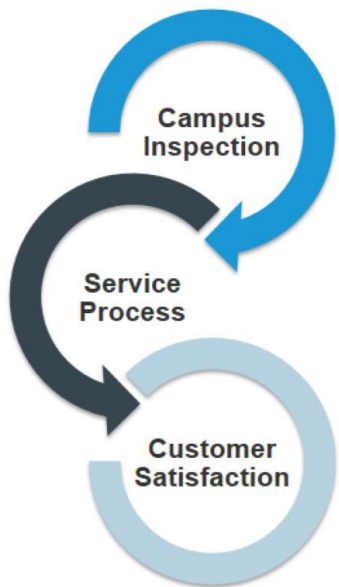 Campus
Inspection
Service
Process
Customer
Satisfaction